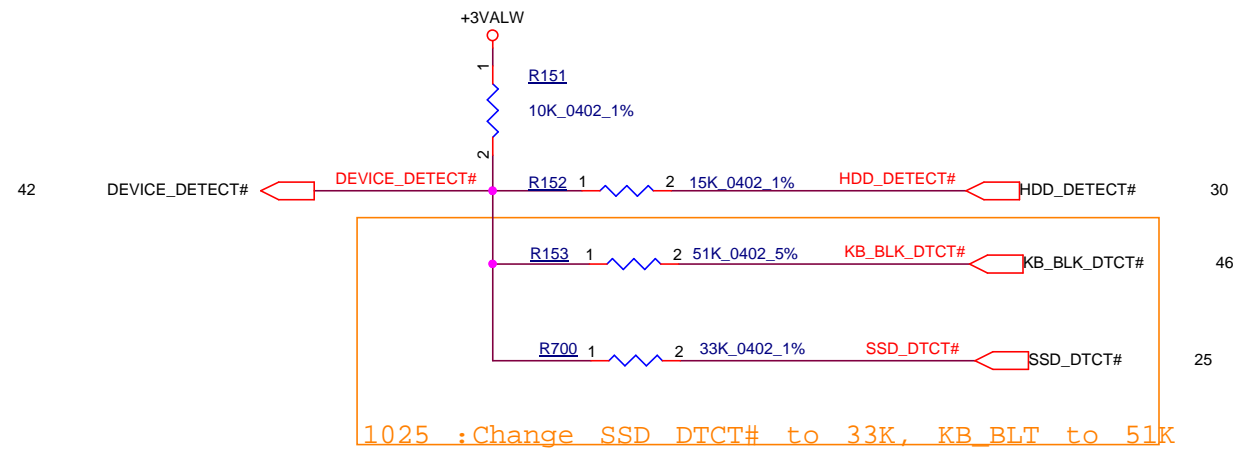 +3VALW
1
R151
10K_0402_1%
2
42 DEVICE_DETECT# DEVICE_DETECT# R152 1 2 15K_0402_1% HDD_DETECT# HDD_DETECT# 30
R153 1 2 51K_0402_5% KB_BLK_DTCT# KB_BLK_DTCT# 46
R700 1 2 33K_0402_1% SSD_DTCT# SSD_DTCT# 25
1025 :Change SSD DTCT# to 33K, KB_BLT to 51K